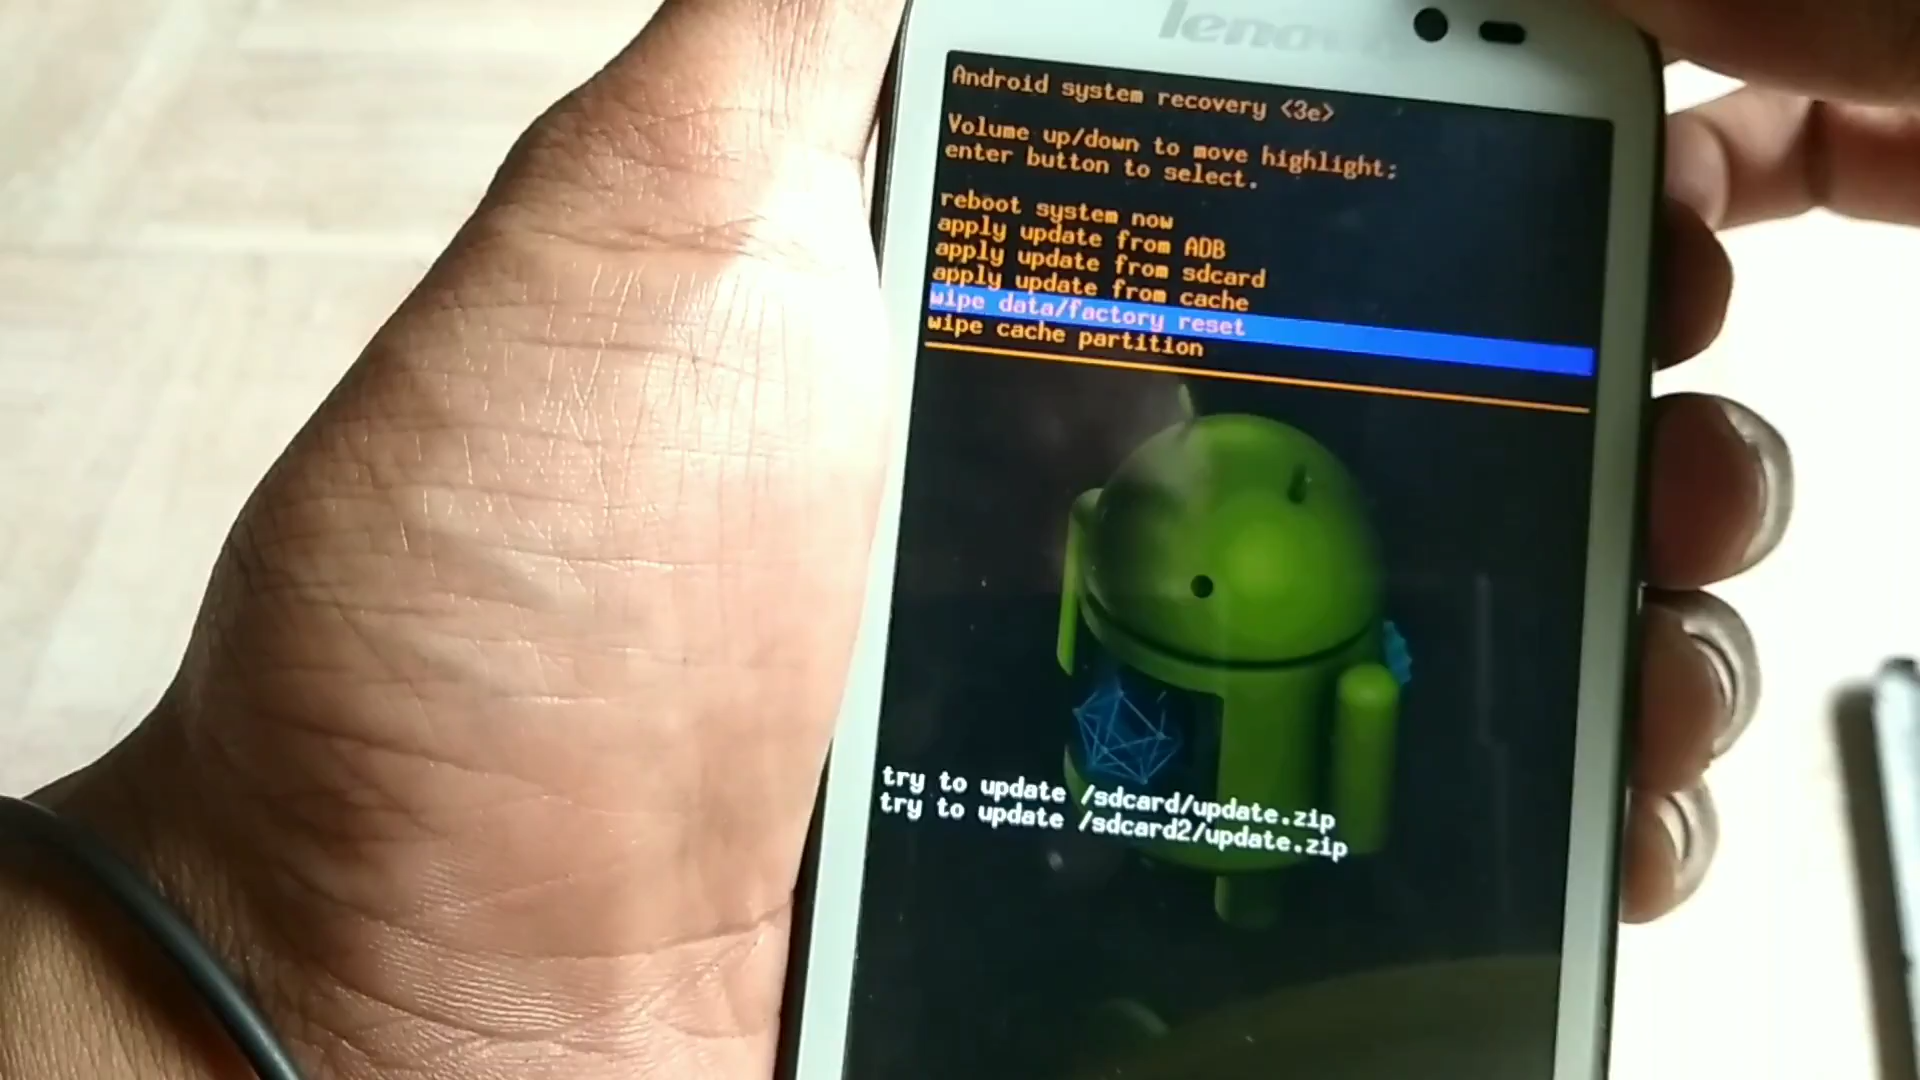 lenovo
Android system recovery <3e>
Volume up/down to move highlight;
enter button to select.
reboot system now
apply update from ADB
apply update from sdcard
apply update from cache
wipe data/factory reset
wipe cache partition
try to update /sdcard/update.zip
try to update /sdcard2/update.zip